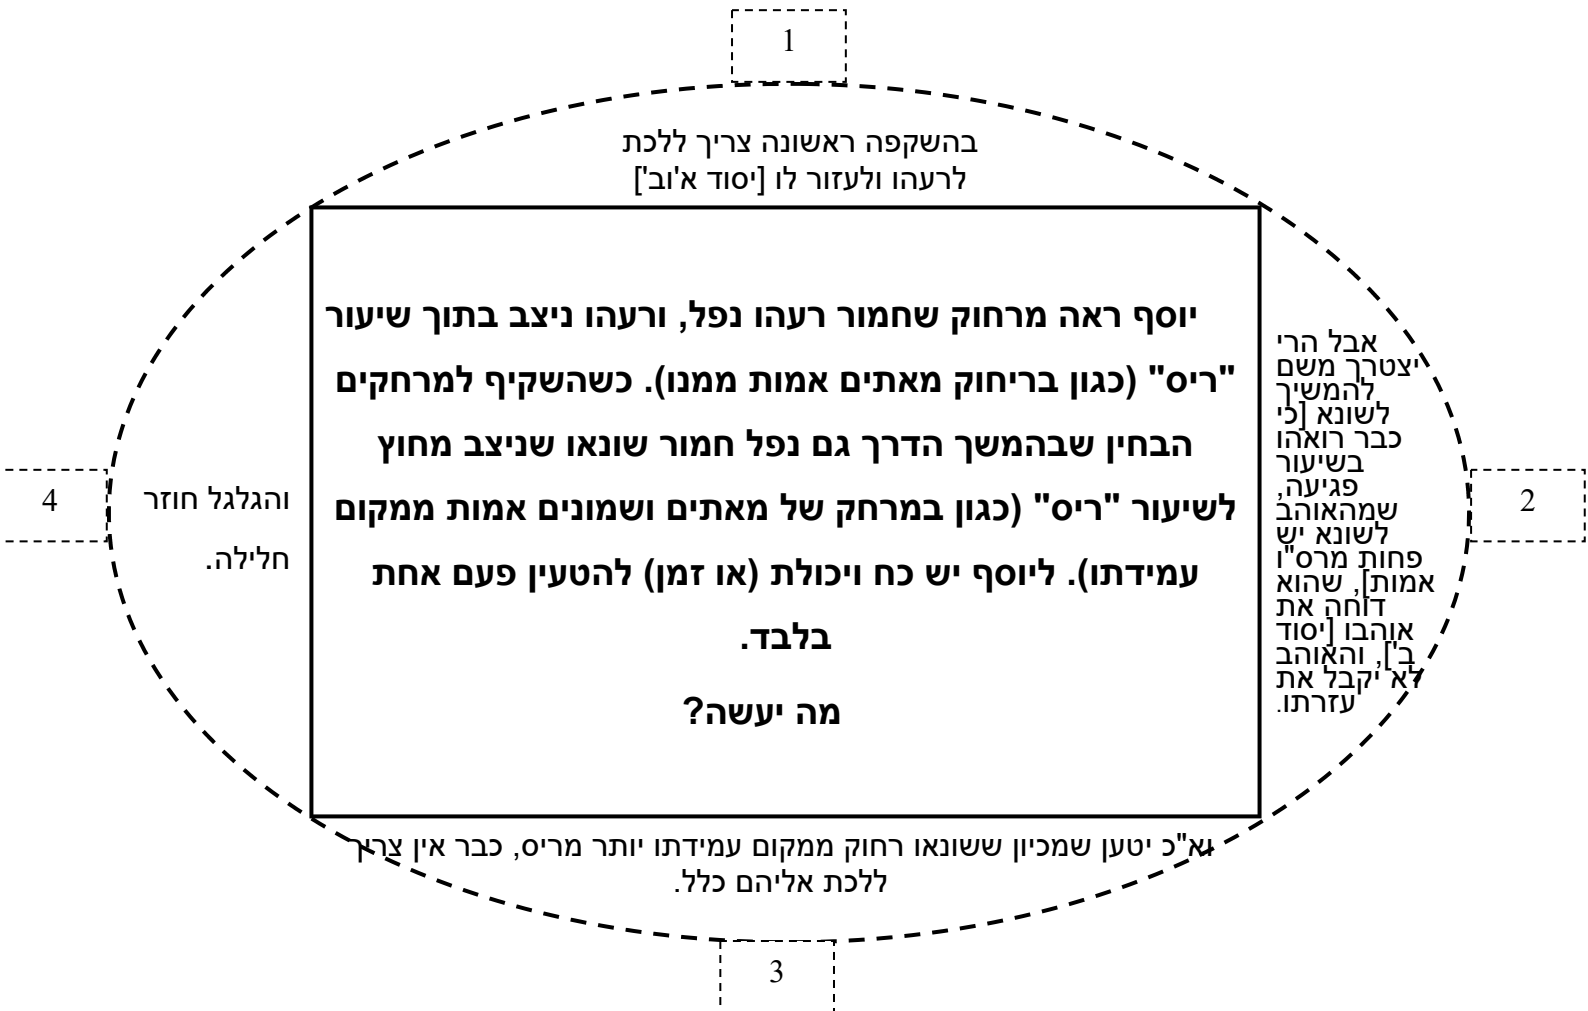 1
בהשקפה ראשונה צריך ללכת
לרעהו ולעזור לו [יסוד א'וב']
יוסף ראה מרחוק שחמור רעהו נפל, ורעהו ניצב בתוך שיעור
"ריס" (כגון בריחוק מאתים אמות ממנו). כשהשקיף למרחקים
הבחין שבהמשך הדרך גם נפל חמור שונאו שניצב מחוץ
לשיעור "ריס" (כגון במרחק של מאתים ושמונים אמות ממקום
עמידתו). ליוסף יש כח ויכולת (או זמן) להטעין פעם אחת
בלבד.
מה יעשה?
אבל הרי
יצטרך משם
להמשיך
לשונא [כי
כבר רואהו
בשיעור
פגיעה,
שמהאוהב
לשונא יש
פחות מרס"ו
אמות], שהוא
דוחה את
אוהבו [יסוד
ב'], והאוהב
לא יקבל את
עזרתו.
2
וא"כ יטען שמכיון ששונאו רחוק ממקום עמידתו יותר מריס, כבר אין צריך
ללכת אליהם כלל.
3
והגלגל חוזר
חלילה.
4